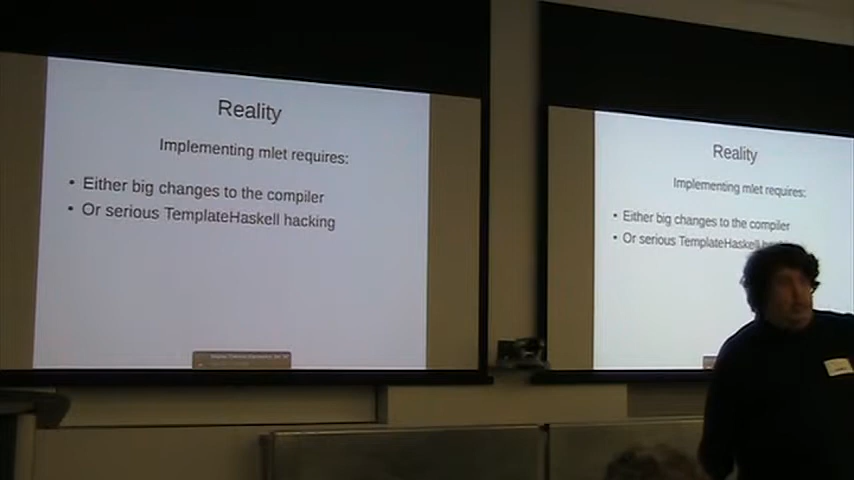 Reality
Implementing mlet requires:
• Either big changes to the compiler
• Or serious TemplateHaskell hacking
Reality
Implementing mlet requires:
• Either big changes to the compiler
• Or serious TemplateHaskell